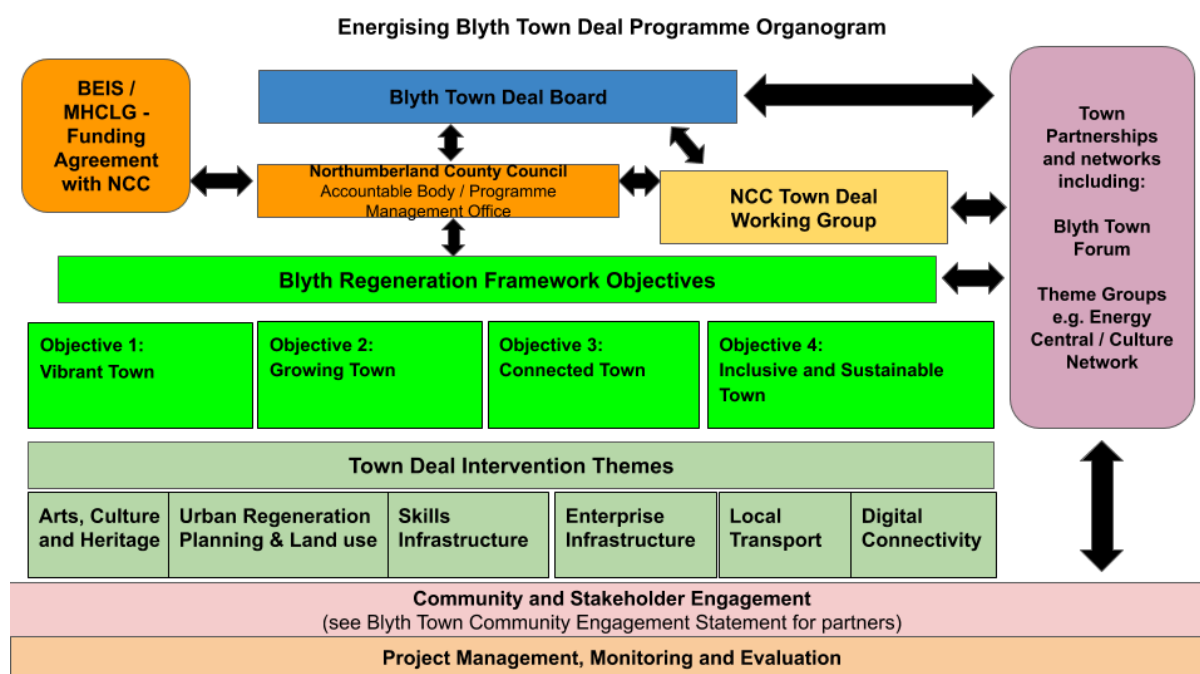 Energising Blyth Town Deal Programme Organogram
BEIS /
MHCLG -
Funding
Agreement
with NCC
Blyth Town Deal Board
Northumberland County Council
Accountable Body / Programme
Management Office
NCC Town Deal
Working Group
Town
Partnerships
and networks
including:
Blyth Town
Forum
Theme Groups
e.g. Energy
Central / Culture
Network
Blyth Regeneration Framework Objectives
Objective 1:
Vibrant Town
Objective 2:
Growing Town
Objective 3:
Connected Town
Objective 4:
Inclusive and Sustainable
Town
Town Deal Intervention Themes
Arts, Culture
and Heritage
Urban Regeneration
Planning & Land use
Skills
Infrastructure
Enterprise
Infrastructure
Local
Transport
Digital
Connectivity
Community and Stakeholder Engagement
(see Blyth Town Community Engagement Statement for partners)
Project Management, Monitoring and Evaluation